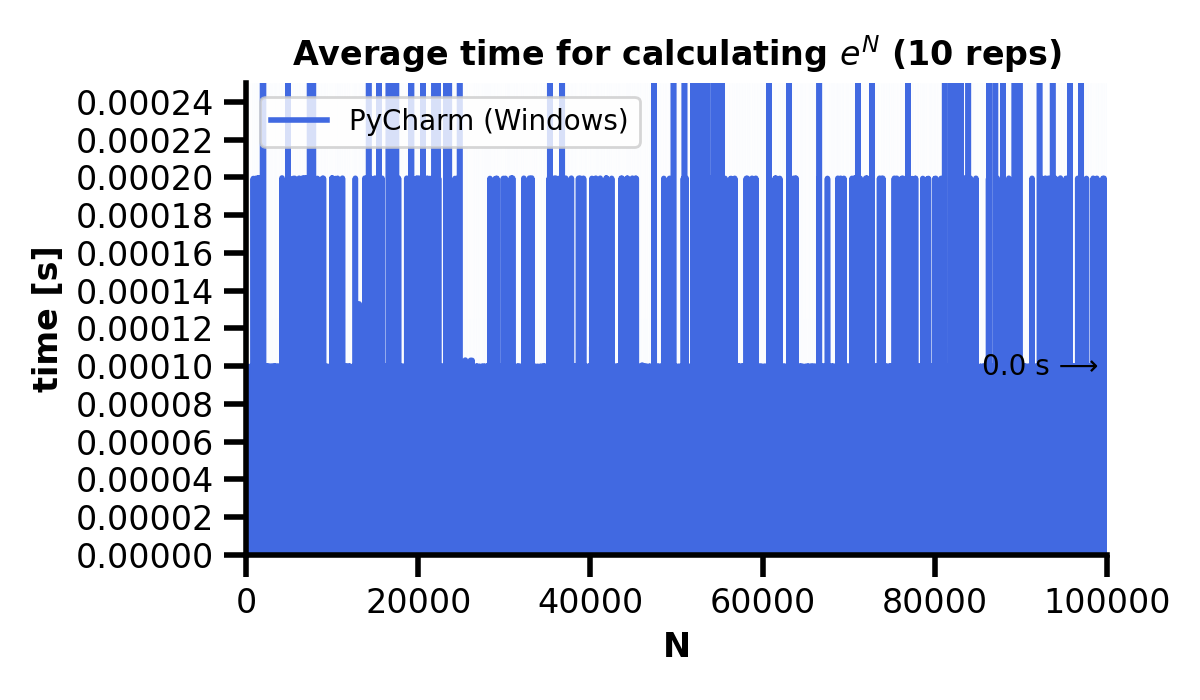 Average time for calculating e^N (10 reps)
PyCharm (Windows)
time [s]
0.00024
0.00022
0.00020
0.00018
0.00016
0.00014
0.00012
0.00010
0.00008
0.00006
0.00004
0.00002
0.00000
0.0 s ⟶
0 20000 40000 60000 80000 100000
N